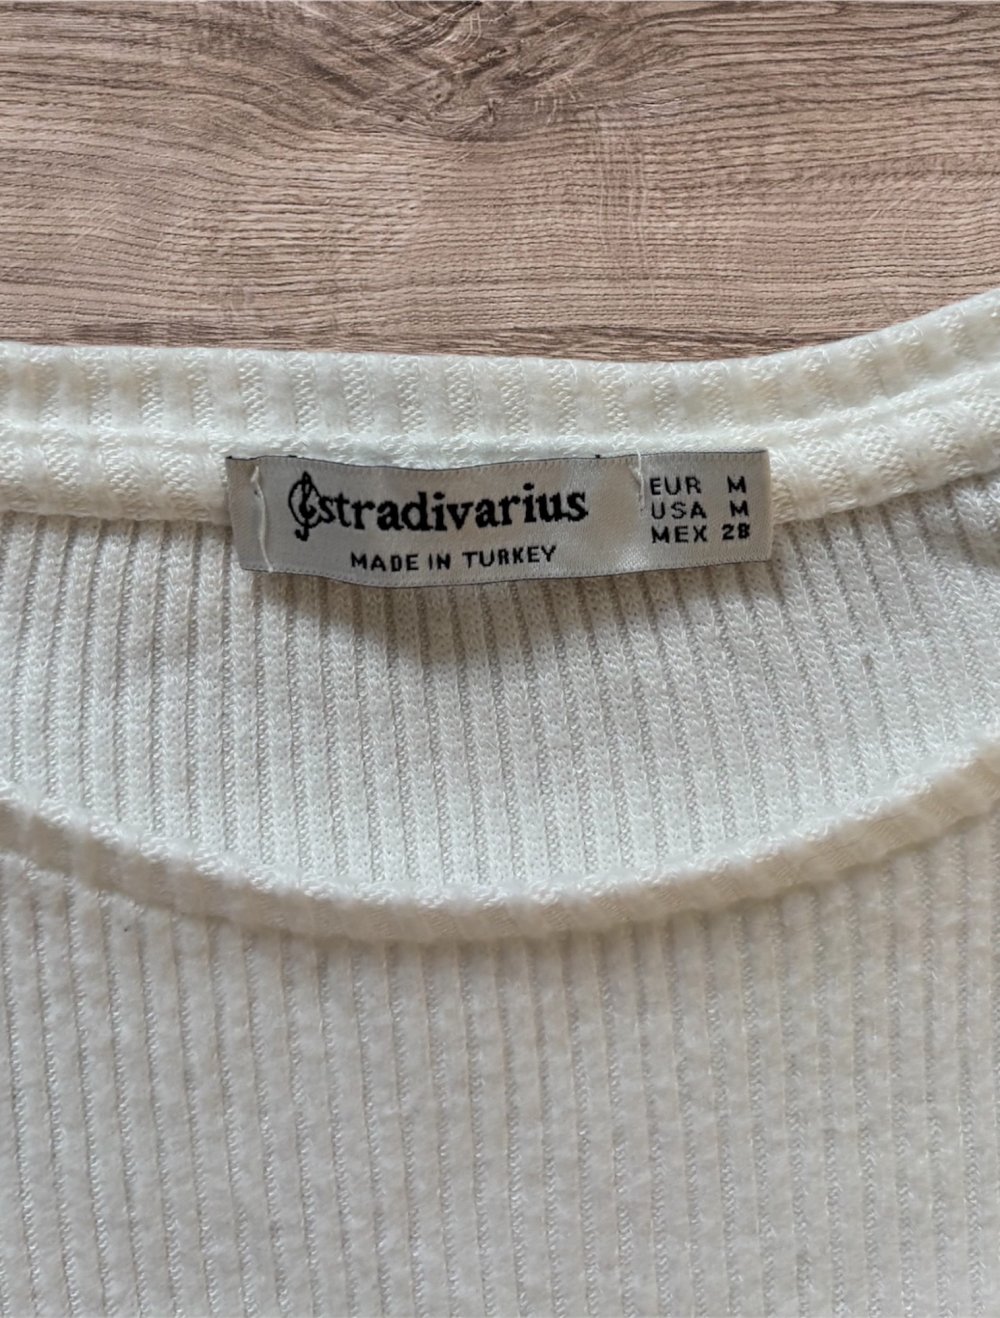 stradivarius
MADE IN TURKEY
EUR M
USA M
MEX 28